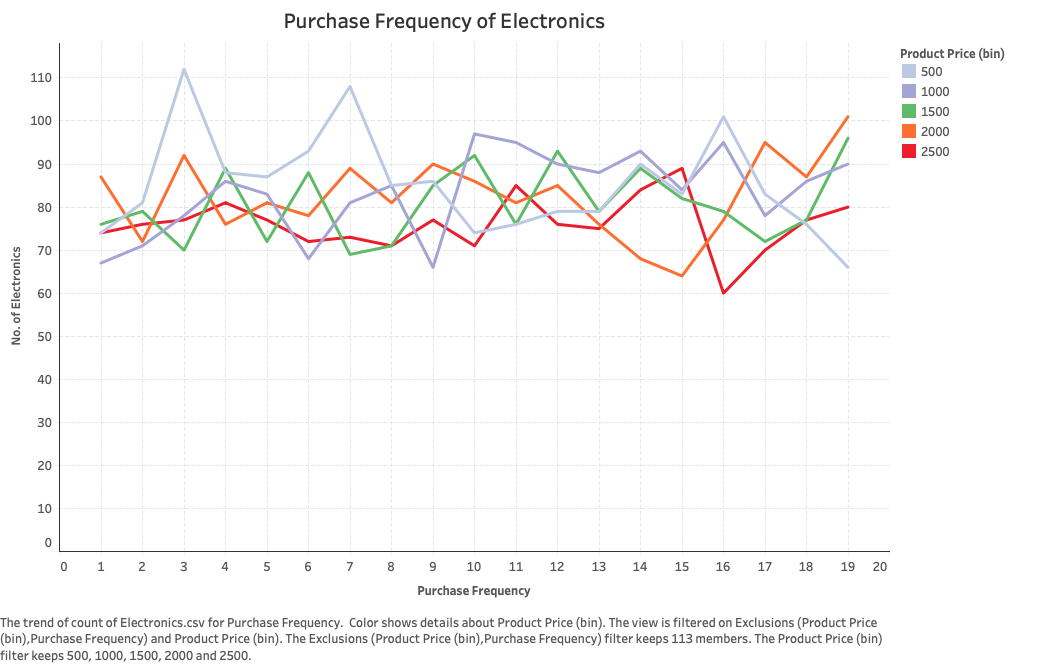 Purchase Frequency of Electronics
Product Price (bin)
500
1000
1500
2000
2500
110
100
90
80
70
60
50
40
30
20
10
0
No. of Electronics
0 1 2 3 4 5 6 7 8 9 10 11 12 13 14 15 16 17 18 19 20
Purchase Frequency
The trend of count of Electronics.csv for Purchase Frequency.  Color shows details about Product Price (bin). The view is filtered on Exclusions (Product Price
(bin),Purchase Frequency) and Product Price (bin). The Exclusions (Product Price (bin),Purchase Frequency) filter keeps 113 members. The Product Price (bin)
filter keeps 500, 1000, 1500, 2000 and 2500.